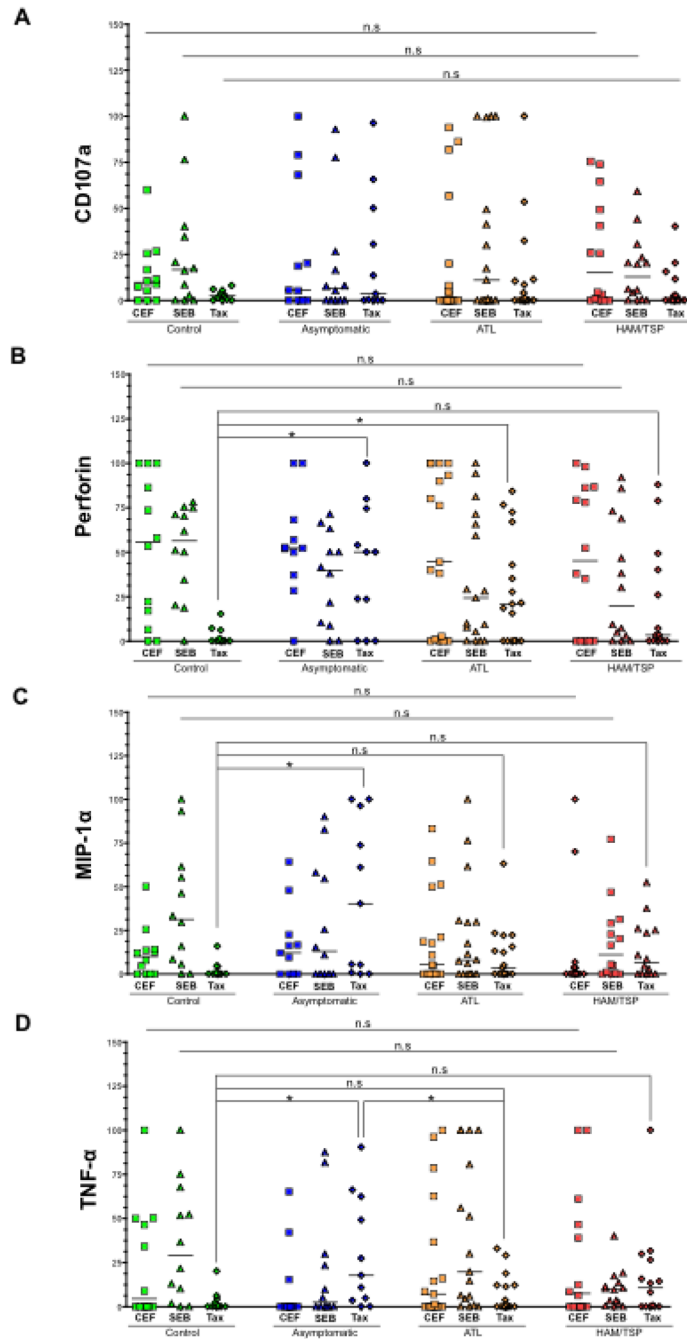 A
n.s
n.s
n.s
150
125
100
75
50
25
0
CD107a
CEF SEB Tax CEF SEB Tax CEF SEB Tax CEF SEB Tax
Control Asymptomatic ATL HAM/TSP
B
n.s
n.s
n.s
*
*
150
125
100
75
50
25
0
Perforin
CEF SEB Tax CEF SEB Tax CEF SEB Tax CEF SEB Tax
Control Asymptomatic ATL HAM/TSP
C
n.s
n.s
n.s
n.s
*
150
125
100
75
50
25
0
MIP-1α
CEF SEB Tax CEF SEB Tax CEF SEB Tax CEF SEB Tax
Control Asymptomatic ATL HAM/TSP
D
n.s
n.s
n.s
n.s
* *
150
125
100
75
50
25
0
TNF-α
CEF SEB Tax CEF SEB Tax CEF SEB Tax CEF SEB Tax
Control Asymptomatic ATL HAM/TSP